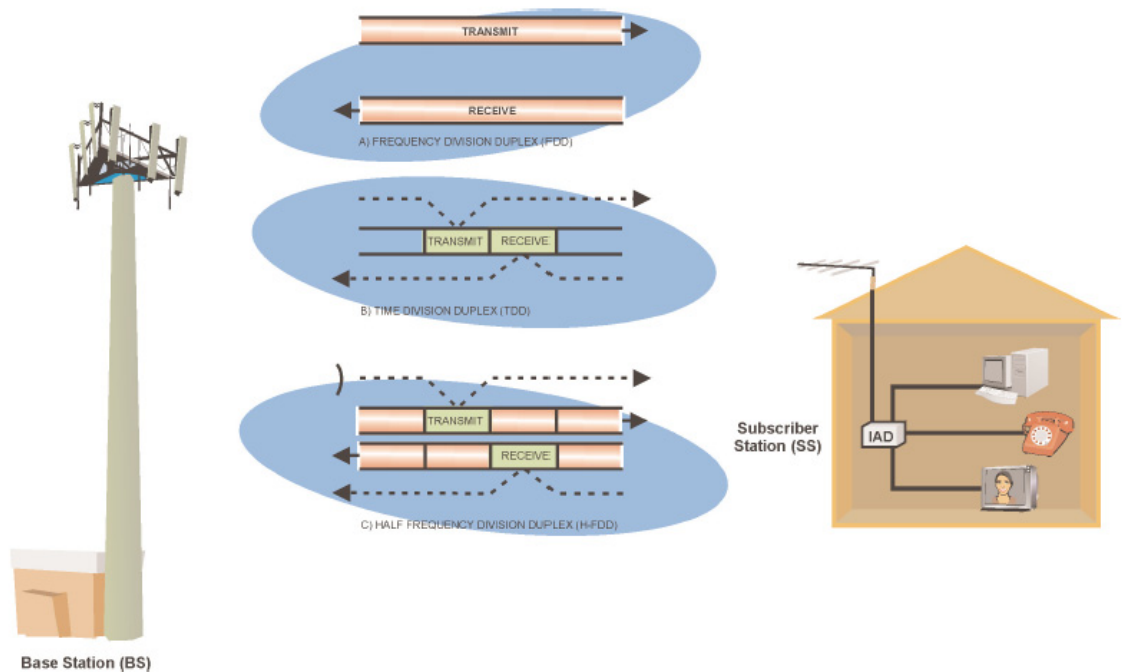 TRANSMIT
RECEIVE
A) FREQUENCY DIVISION DUPLEX (FDD)
TRANSMIT RECEIVE
B) TIME DIVISION DUPLEX (TDD)
TRANSMIT
RECEIVE
C) HALF FREQUENCY DIVISION DUPLEX (H-FDD)
Subscriber
Station (SS)
IAD
Base Station (BS)